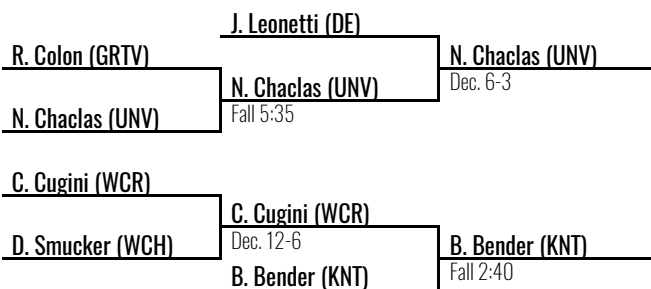 J. Leonetti (DE)
R. Colon (GRTV)
N. Chaclas (UNV)
Dec. 6-3
N. Chaclas (UNV)
Fall 5:35
N. Chaclas (UNV)
C. Cugini (WCR)
C. Cugini (WCR)
Dec. 12-6
D. Smucker (WCH)
B. Bender (KNT)
Fall 2:40
B. Bender (KNT)